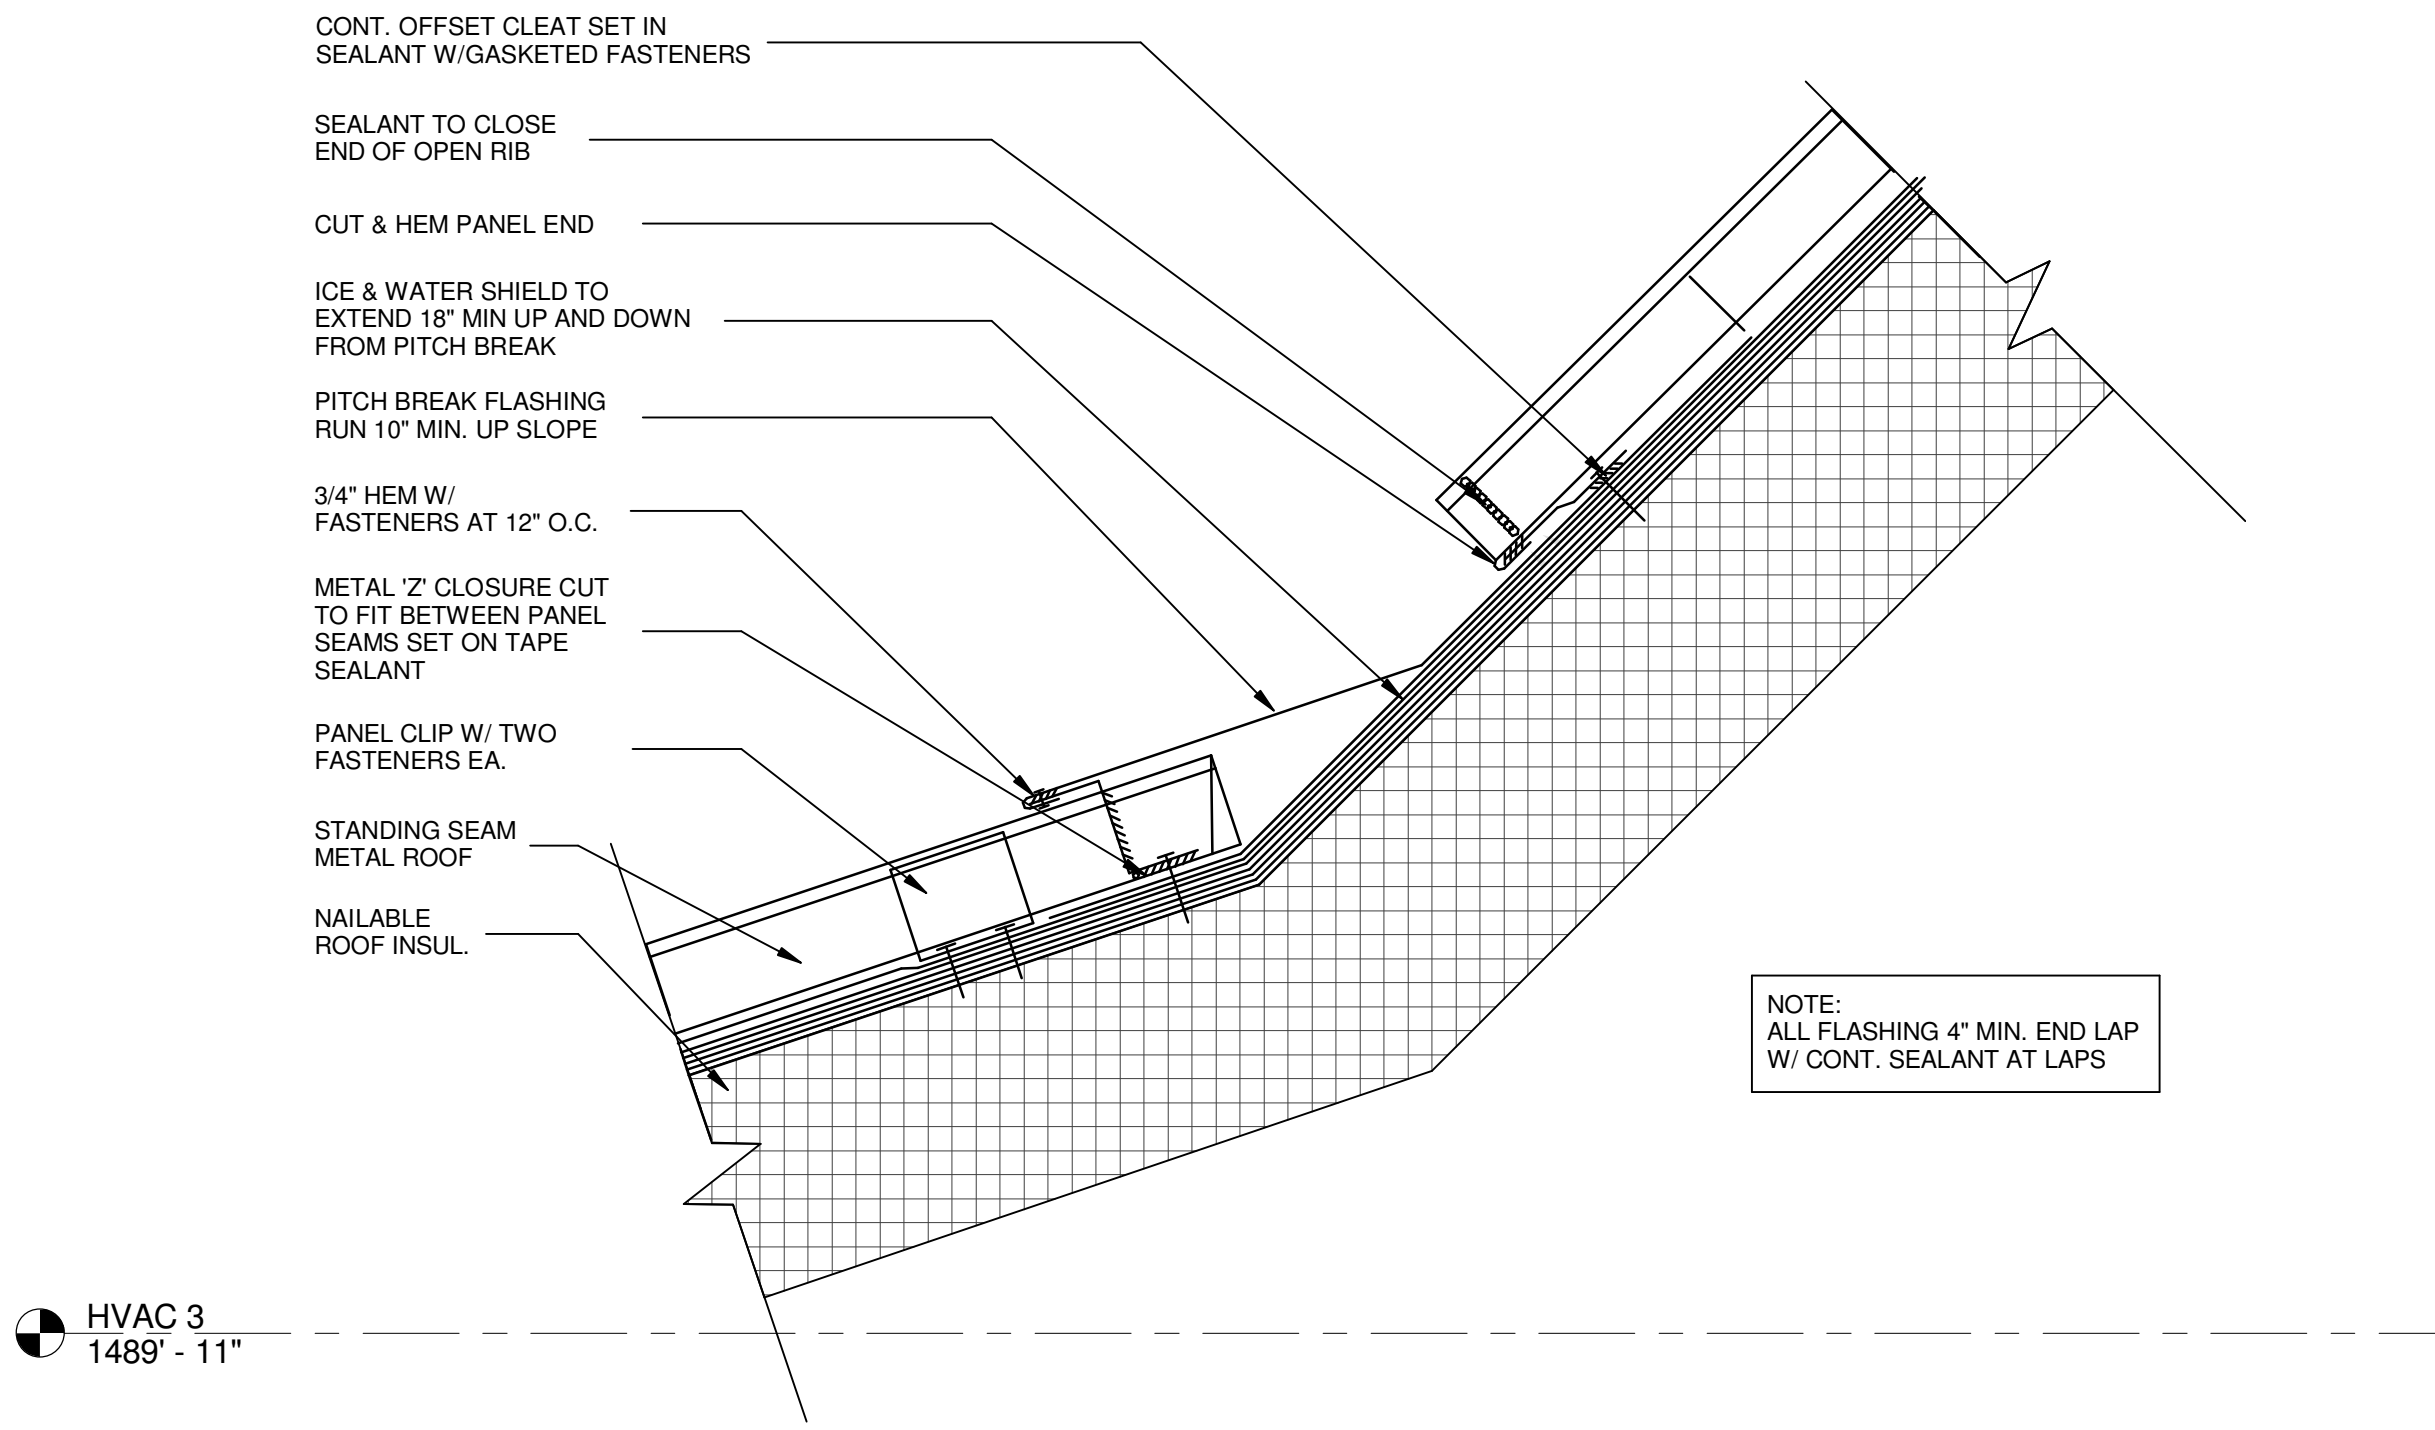 CONT. OFFSET CLEAT SET IN
SEALANT W/GASKETED FASTENERS
SEALANT TO CLOSE
END OF OPEN RIB
CUT & HEM PANEL END
ICE & WATER SHIELD TO
EXTEND 18" MIN UP AND DOWN
FROM PITCH BREAK
PITCH BREAK FLASHING
RUN 10" MIN. UP SLOPE
3/4" HEM W/
FASTENERS AT 12" O.C.
METAL 'Z' CLOSURE CUT
TO FIT BETWEEN PANEL
SEAMS SET ON TAPE
SEALANT
PANEL CLIP W/ TWO
FASTENERS EA.
STANDING SEAM
METAL ROOF
NAILABLE
ROOF INSUL.
NOTE:
ALL FLASHING 4" MIN. END LAP
W/ CONT. SEALANT AT LAPS
HVAC 3
1489' - 11"